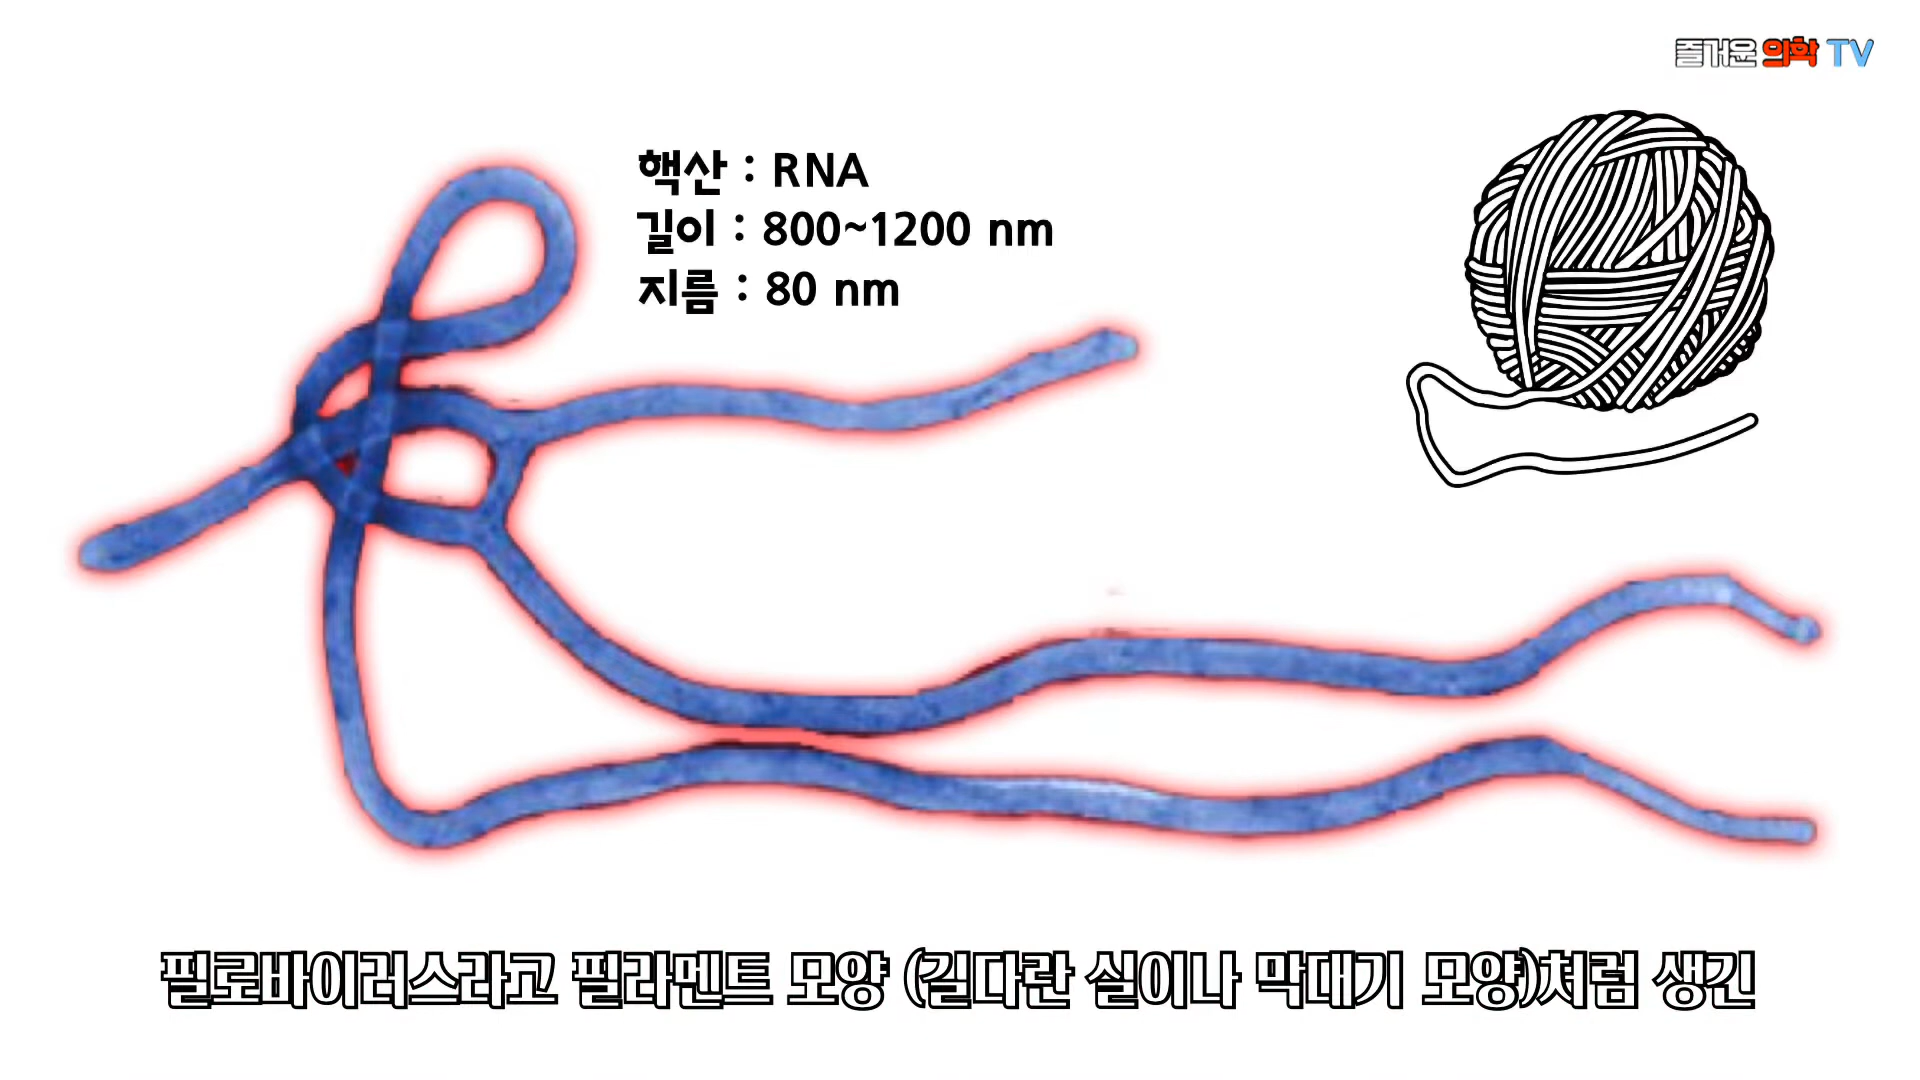 즐거운 의학 TV
핵산 : RNA
길이 : 800~1200 nm
지름 : 80 nm
필로바이러스라고 필라멘트 모양 (길다란 실이나 막대기 모양)처럼 생긴